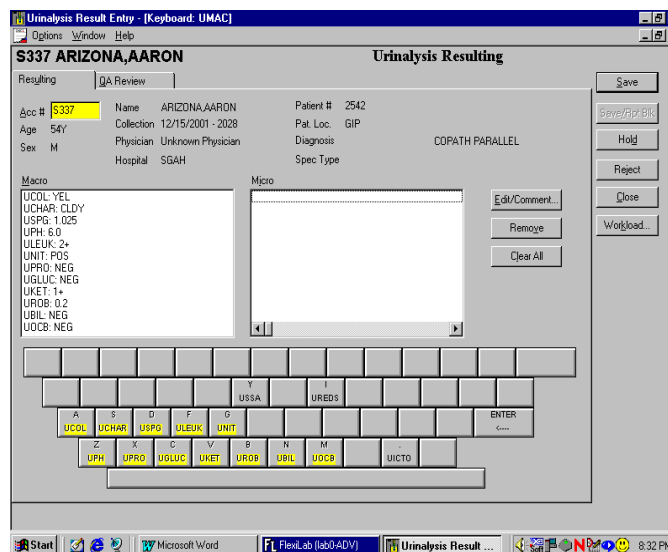 Urinalysis Result Entry - [Keyboard: UMAC]
Options Window Help
S337 ARIZONA,AARON Urinalysis Resulting
Resulting QA Review
Save
Acc # S337 Name ARIZONA,AARON Patient # 2542
Save/Rpt Blk
Age 54Y Collection 12/15/2001 - 2028 Pat. Loc. GIP
Sex M Physician Unknown Physician Diagnosis COPATH PARALLEL
Hold
Hospital SGAH Spec Type
Reject
Macro Micro
Close
UCOL: YEL
Edit/Comment...
UCHAR: CLDY
USPG: 1.025
Workload...
UPH: 6.0
Remove
ULEUK: 2+
UNIT: POS
UPRO: NEG
Clear All
UGLUC: NEG
UKET: 1+
UROB: 0.2
UBIL: NEG
UOCB: NEG
Y I
USSA UREDS
A S D F G ENTER
UCOL UCHAR USPG ULEUK UNIT <----
Z X C V B N M .
UPH UPRO UGLUC UKET UROB UBIL UOCB UICTO
Start Microsoft Word FL FlexiLab (lab0-ADV) Urinalysis Result ... 8:32 PM